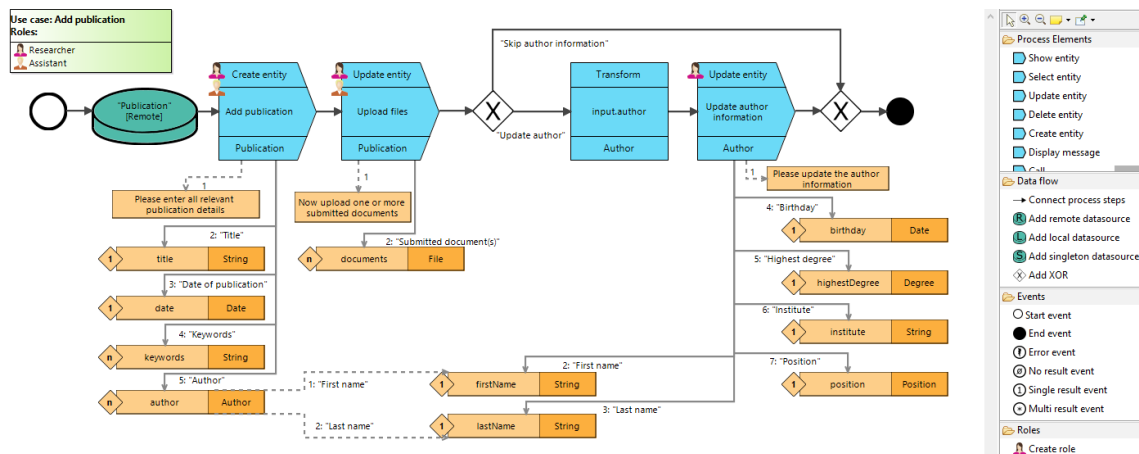 Use case: Add publication
Roles:
Researcher
Assistant
"Publication"
[Remote]
Create entity
Add publication
Publication
Update entity
Upload files
Publication
"Skip author information"
X
"Update author"
Transform
input.author
Author
Update entity
Update author
information
Author
X
1
Please enter all relevant
publication details
1
Now upload one or more
submitted documents
1
Please update the author
information
2: "Title"
1
title
String
3: "Date of publication"
1
date
Date
4: "Keywords"
n
keywords
String
5: "Author"
n
author
Author
2: "Submitted document(s)"
n
documents
File
1: "First name"
2: "Last name"
2: "First name"
1
firstName
String
3: "Last name"
1
lastName
String
4: "Birthday"
1
birthday
Date
5: "Highest degree"
1
highestDegree
Degree
6: "Institute"
1
institute
String
7: "Position"
1
position
Position
Process Elements
Show entity
Select entity
Update entity
Delete entity
Create entity
Display message
Data flow
Connect process steps
R Add remote datasource
L Add local datasource
S Add singleton datasource
X Add XOR
Events
Start event
End event
Error event
No result event
1 Single result event
Multi result event
Roles
Create role